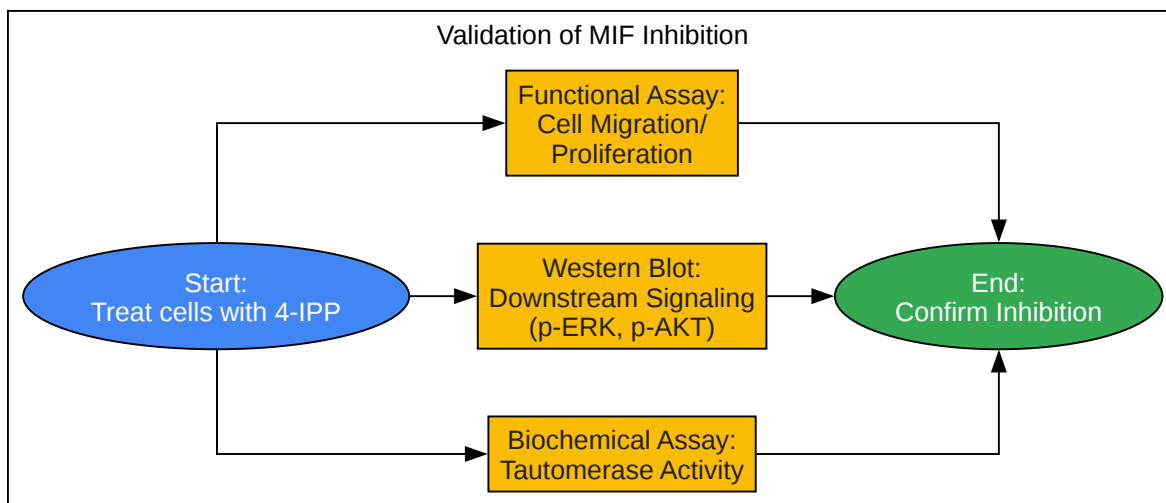 Validation of MIF Inhibition
Functional Assay:
Cell Migration/
Proliferation
Start:
Treat cells with 4-IPP
Western Blot:
Downstream Signaling
(p-ERK, p-AKT)
End:
Confirm Inhibition
Biochemical Assay:
Tautomerase Activity